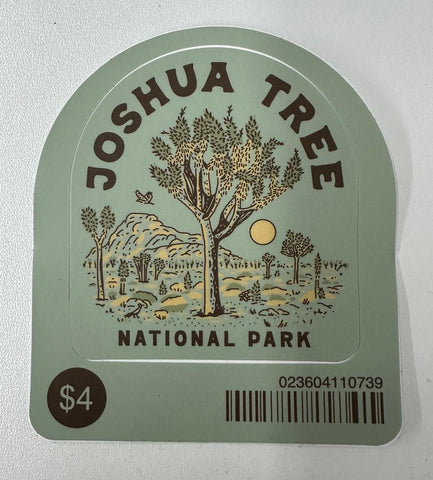 JOSHUA TREE
NATIONAL PARK
$4
023604110739